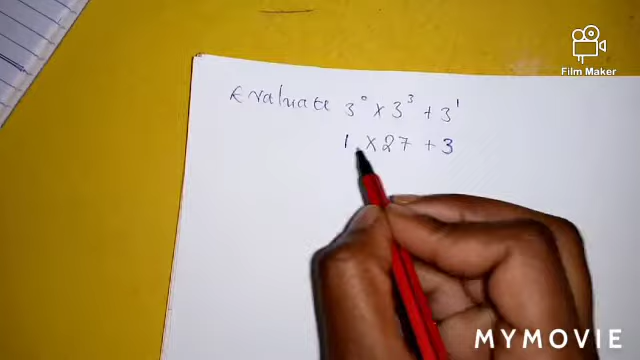 Film Maker
Evaluate 3⁰ × 3³ + 3¹
1 × 27 + 3
MYMOVIE